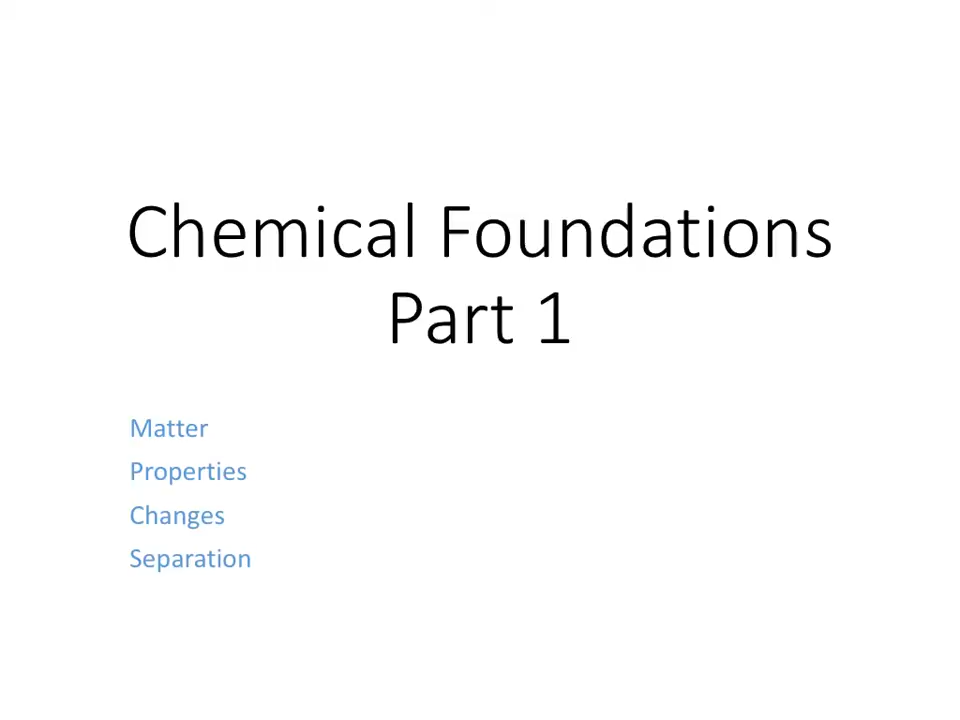 Chemical Foundations
Part 1
Matter
Properties
Changes
Separation